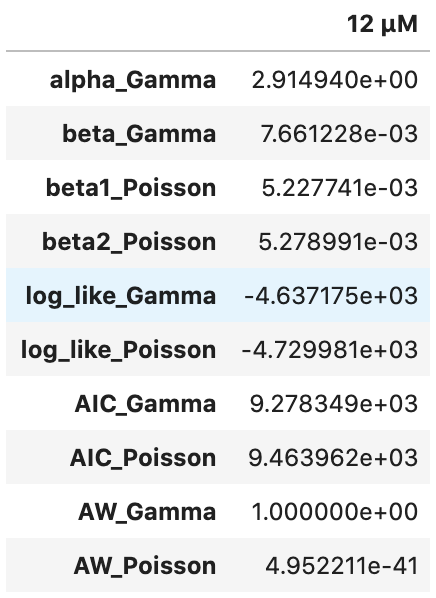 12 μM
alpha_Gamma 2.914940e+00
beta_Gamma 7.661228e-03
beta1_Poisson 5.227741e-03
beta2_Poisson 5.278991e-03
log_like_Gamma -4.637175e+03
log_like_Poisson -4.729981e+03
AIC_Gamma 9.278349e+03
AIC_Poisson 9.463962e+03
AW_Gamma 1.000000e+00
AW_Poisson 4.952211e-41